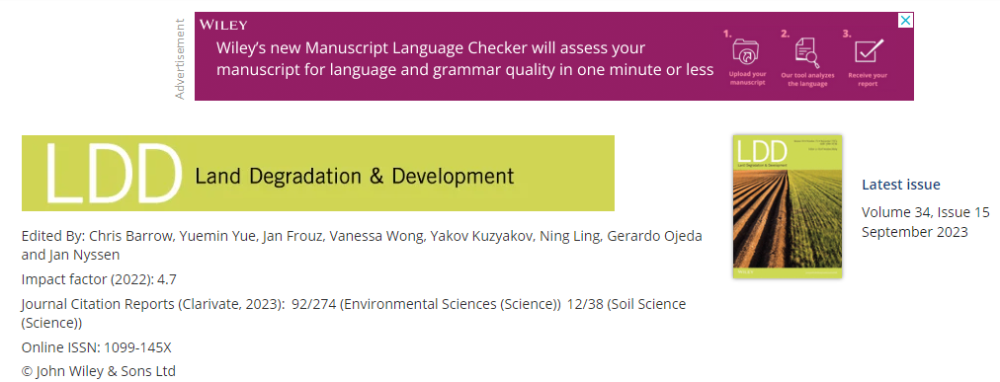 Advertisement
WILEY
Wiley's new Manuscript Language Checker will assess your
manuscript for language and grammar quality in one minute or less
1.
Upload your
manuscript
2.
Our tool analyzes
the language
3.
Receive your
report
LDD Land Degradation & Development
LDD
Land Degradation & Development
WILEY
Latest issue
Volume 34, Issue 15
September 2023
Edited By: Chris Barrow, Yuemin Yue, Jan Frouz, Vanessa Wong, Yakov Kuzyakov, Ning Ling, Gerardo Ojeda
and Jan Nyssen
Impact factor (2022): 4.7
Journal Citation Reports (Clarivate, 2023): 92/274 (Environmental Sciences (Science)) 12/38 (Soil Science
(Science))
Online ISSN: 1099-145X
© John Wiley & Sons Ltd